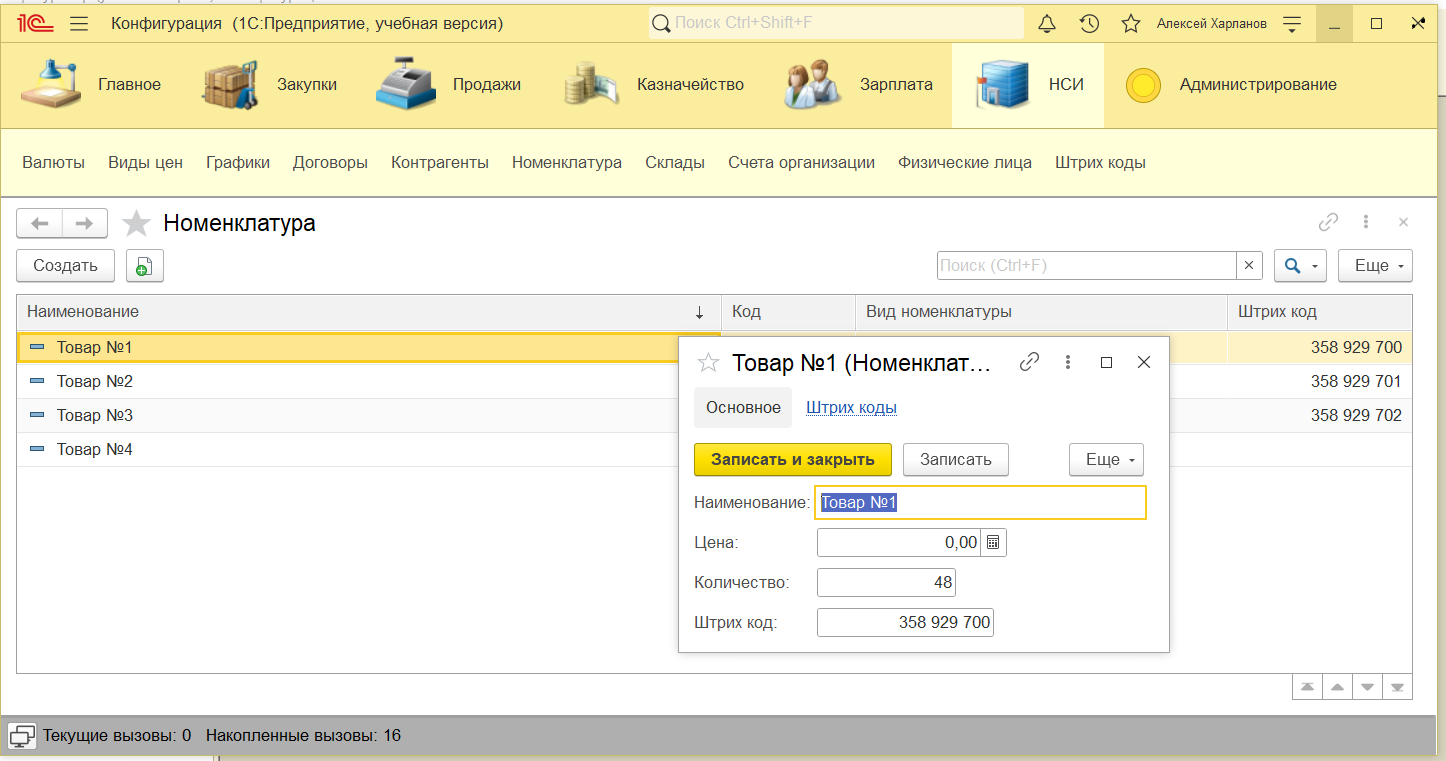 1С Конфигурация (1С:Предприятие, учебная версия) Поиск Ctrl+Shift+F Алексей Харланов
Главное Закупки Продажи Казначейство Зарплата НСИ Администрирование
Валюты Виды цен Графики Договоры Контрагенты Номенклатура Склады Счета организации Физические лица Штрих коды
Номенклатура
Создать Поиск (Ctrl+F) × Еще
Наименование ↓ Код Вид номенклатуры Штрих код
Товар №1 358 929 700
Товар №2 358 929 701
Товар №3 358 929 702
Товар №4
Товар №1 (Номенклат...
Основное Штрих коды
Записать и закрыть Записать Еще
Наименование: Товар №1
Цена: 0,00
Количество: 48
Штрих код: 358 929 700
Текущие вызовы: 0 Накопленные вызовы: 16